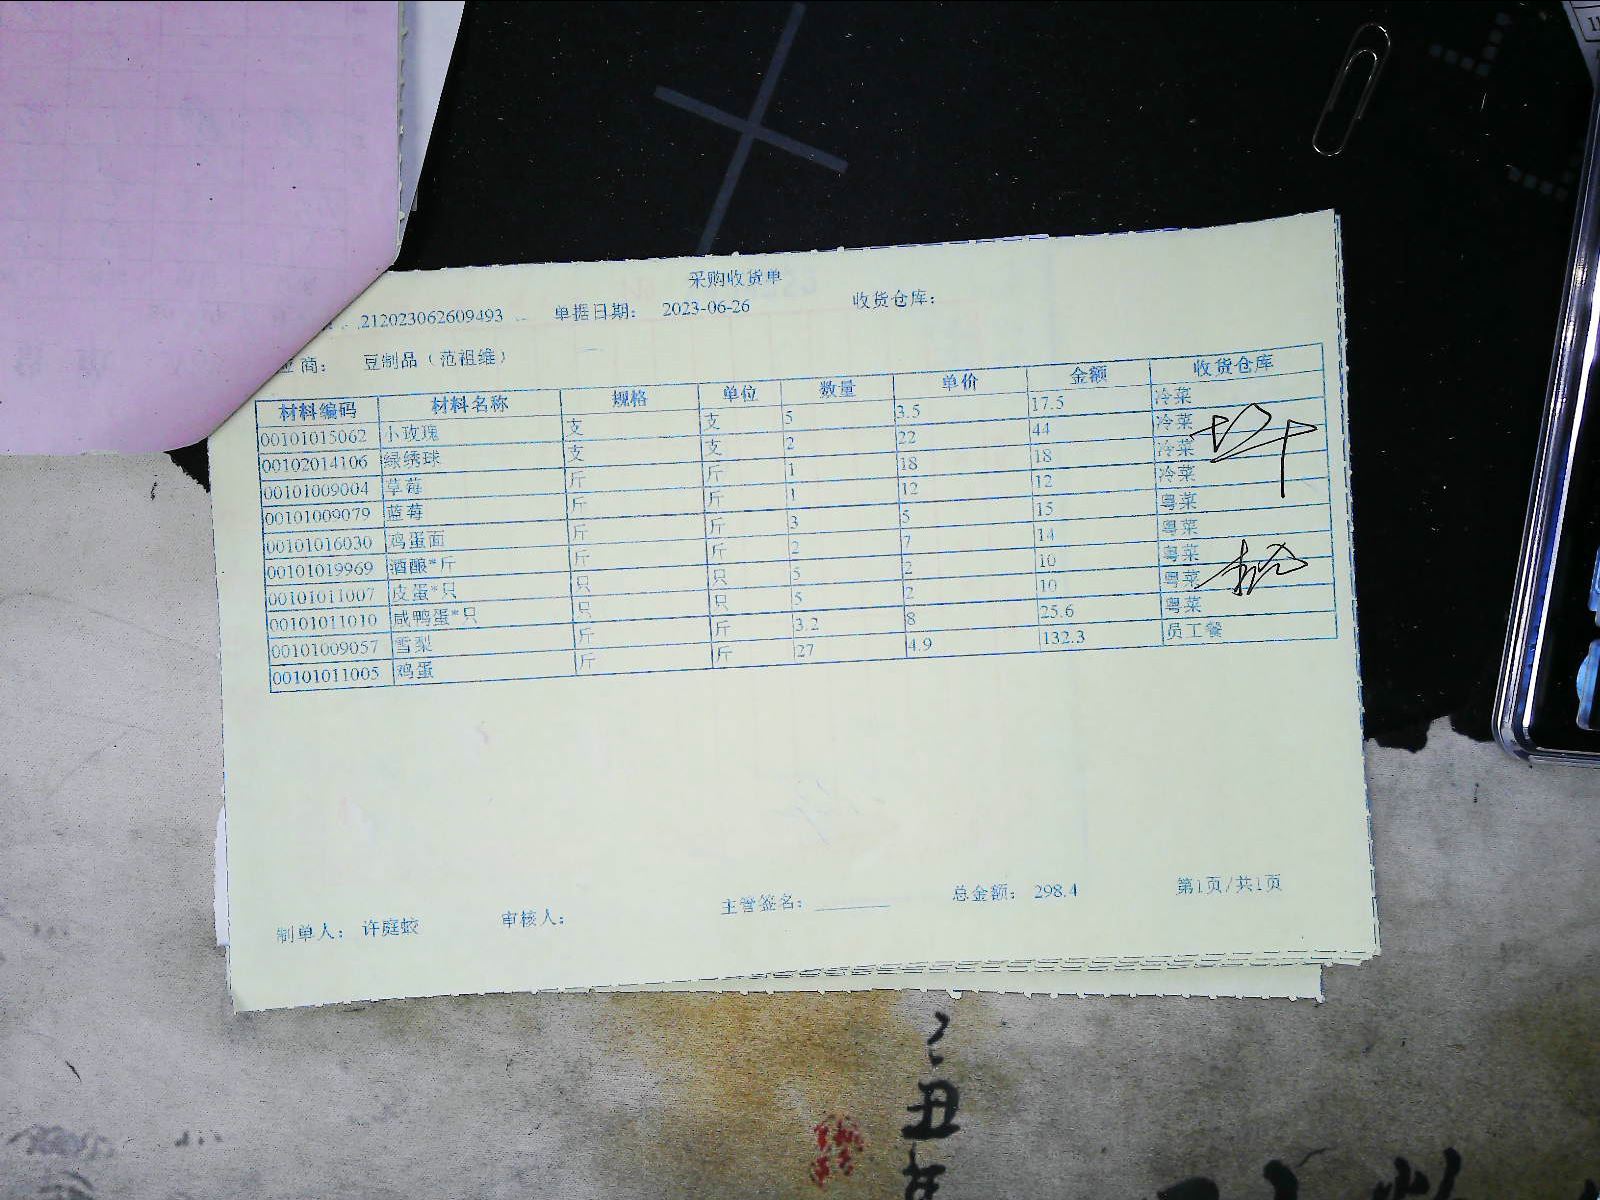 采购收货单
212023062609493 单据日期： 2023-06-26 收货仓库：
应商： 豆制品（范祖维）
材料编码 材料名称 规格 单位 数量 单价 金额 收货仓库
00101015062 小玫瑰 支 支 5 3.5 17.5 冷菜
00102014106 绿绣球 支 支 2 22 44 冷菜
00101009004 草莓 斤 斤 1 18 18 冷菜
00101009079 蓝莓 斤 斤 1 12 12 冷菜
00101016030 鸡蛋面 斤 斤 3 5 15 粤菜
00101019969 酒酿*斤 斤 斤 2 7 14 粤菜
00101011007 皮蛋*只 只 只 5 2 10 粤菜
00101011010 咸鸭蛋*只 只 只 5 2 10 粤菜
00101009057 雪梨 斤 斤 3.2 8 25.6 粤菜
00101011005 鸡蛋 斤 斤 27 4.9 132.3 员工餐
制单人： 许庭蛟 审核人： 主管签名： 总金额： 298.4 第1页/共1页
丑年